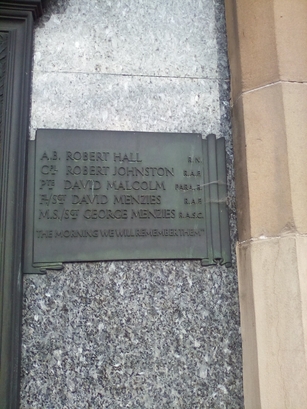 A.B. ROBERT HALL R.N.
CPL ROBERT JOHNSTON R.A.F.
PTE DAVID MALCOLM PARA.R.
F/SGT DAVID MENZIES R.A.F.
M.S./SGT GEORGE MENZIES R.A.S.C.
THE MORNING WE WILL REMEMBER THEM"